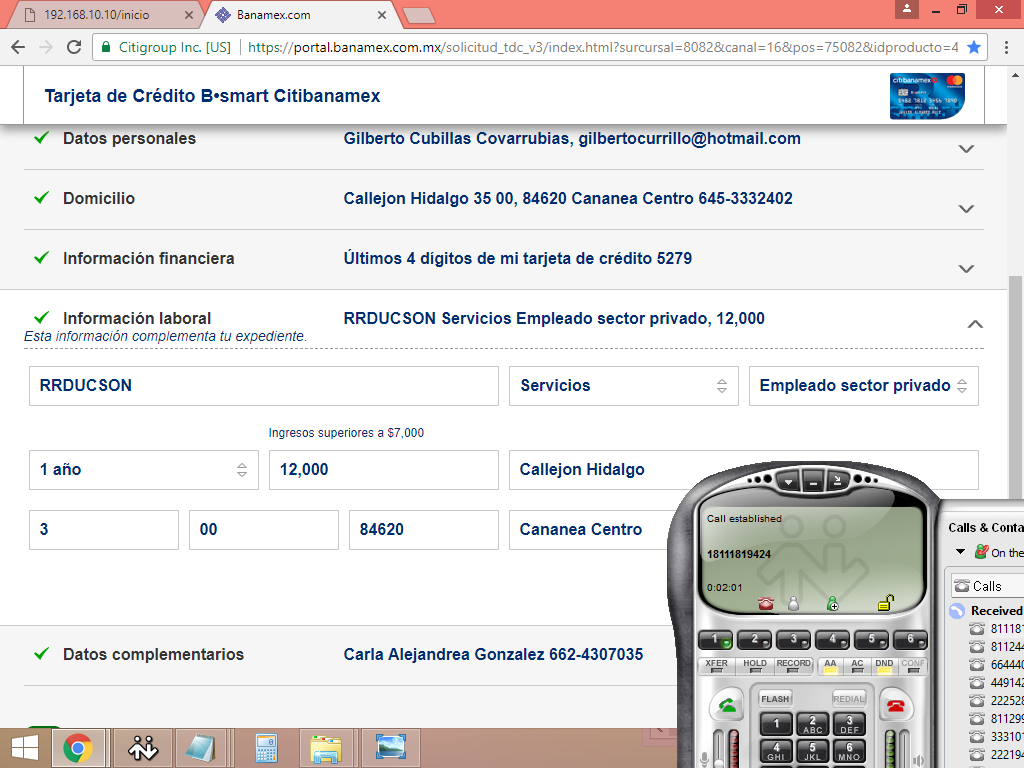 192.168.10.10/inicio
Banamex.com
Citigroup Inc. [US]
https://portal.banamex.com.mx/solicitud_tdc_v3/index.html?surcursal=8082&canal=16&pos=75082&idproducto=4
Tarjeta de Crédito B•smart Citibanamex
citibanamex
Datos personales
Gilberto Cubillas Covarrubias, gilbertocurrillo@hotmail.com
Domicilio
Callejon Hidalgo 35 00, 84620 Cananea Centro 645-3332402
Información financiera
Últimos 4 dígitos de mi tarjeta de crédito 5279
Información laboral
RRDUCSON Servicios Empleado sector privado, 12,000
Esta información complementa tu expediente.
RRDUCSON
Servicios
Empleado sector privado
Ingresos superiores a $7,000
1 año
12,000
Callejon Hidalgo
3
00
84620
Cananea Centro
Datos complementarios
Carla Alejandrea Gonzalez 662-4307035
Call established
18111819424
0:02:01
1 2 3 4 5 6
XFER HOLD RECORD AA AC DND CONF
FLASH
REDIAL
1
2 ABC
3 DEF
4 GHI
5 JKL
6 MNO
Calls & Conta
On the
Calls
Received
81118
81124
66444
44914
22252
81129
33310
22219